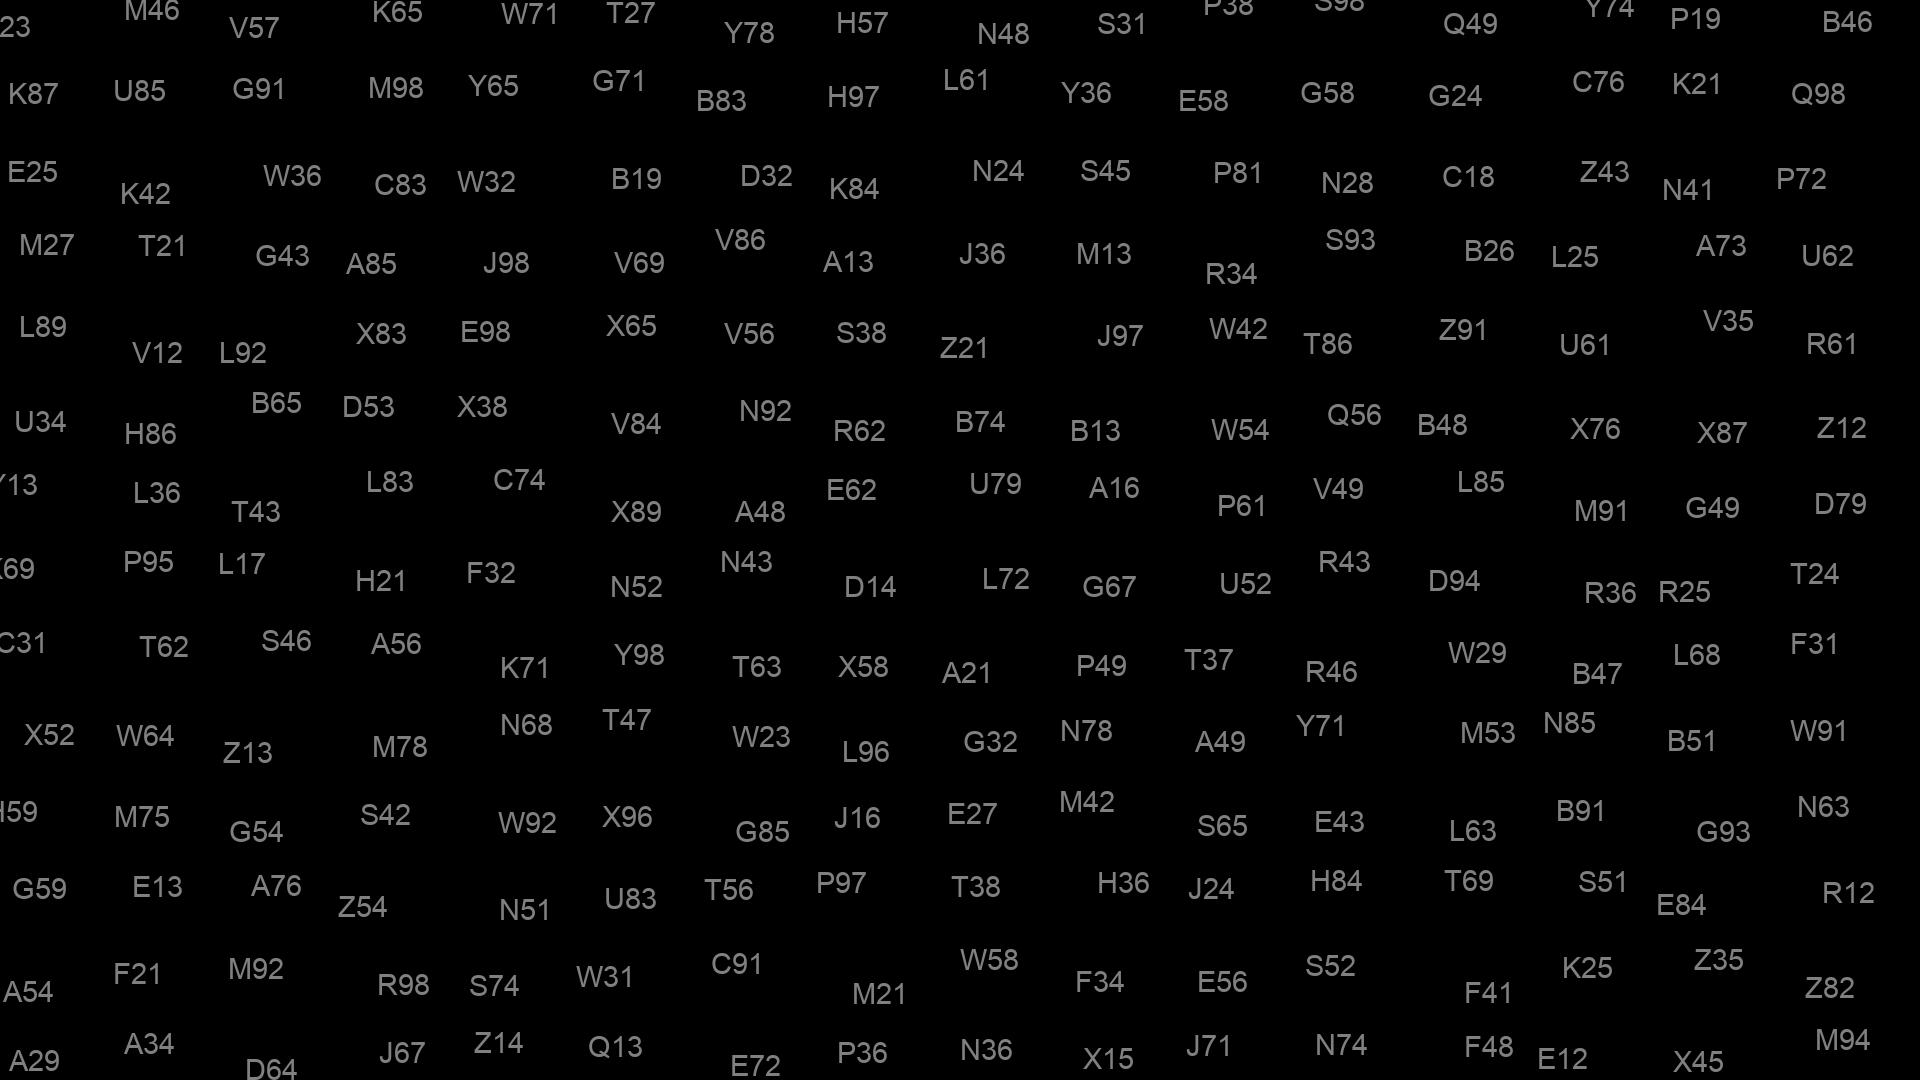 23 M46 V57 K65 W71 T27 Y78 H57 N48 S31 P38 S98 Q49 Y74 P19 B46
K87 U85 G91 M98 Y65 G71 B83 H97 L61 Y36 E58 G58 G24 C76 K21 Q98
E25 K42 W36 C83 W32 B19 D32 K84 N24 S45 P81 N28 C18 Z43 N41 P72
M27 T21 G43 A85 J98 V69 V86 A13 J36 M13 R34 S93 B26 L25 A73 U62
L89 V12 L92 X83 E98 X65 V56 S38 Z21 J97 W42 T86 Z91 U61 V35 R61
U34 H86 B65 D53 X38 V84 N92 R62 B74 B13 W54 Q56 B48 X76 X87 Z12
Y13 L36 T43 L83 C74 X89 A48 E62 U79 A16 P61 V49 L85 M91 G49 D79
69 P95 L17 H21 F32 N52 N43 D14 L72 G67 U52 R43 D94 R36 R25 T24
C31 T62 S46 A56 K71 Y98 T63 X58 A21 P49 T37 R46 W29 B47 L68 F31
X52 W64 Z13 M78 N68 T47 W23 L96 G32 N78 A49 Y71 M53 N85 B51 W91
H59 M75 G54 S42 W92 X96 G85 J16 E27 M42 S65 E43 L63 B91 G93 N63
G59 E13 A76 Z54 N51 U83 T56 P97 T38 H36 J24 H84 T69 S51 E84 R12
A54 F21 M92 R98 S74 W31 C91 M21 W58 F34 E56 S52 F41 K25 Z35 Z82
A29 A34 D64 J67 Z14 Q13 E72 P36 N36 X15 J71 N74 F48 E12 X45 M94